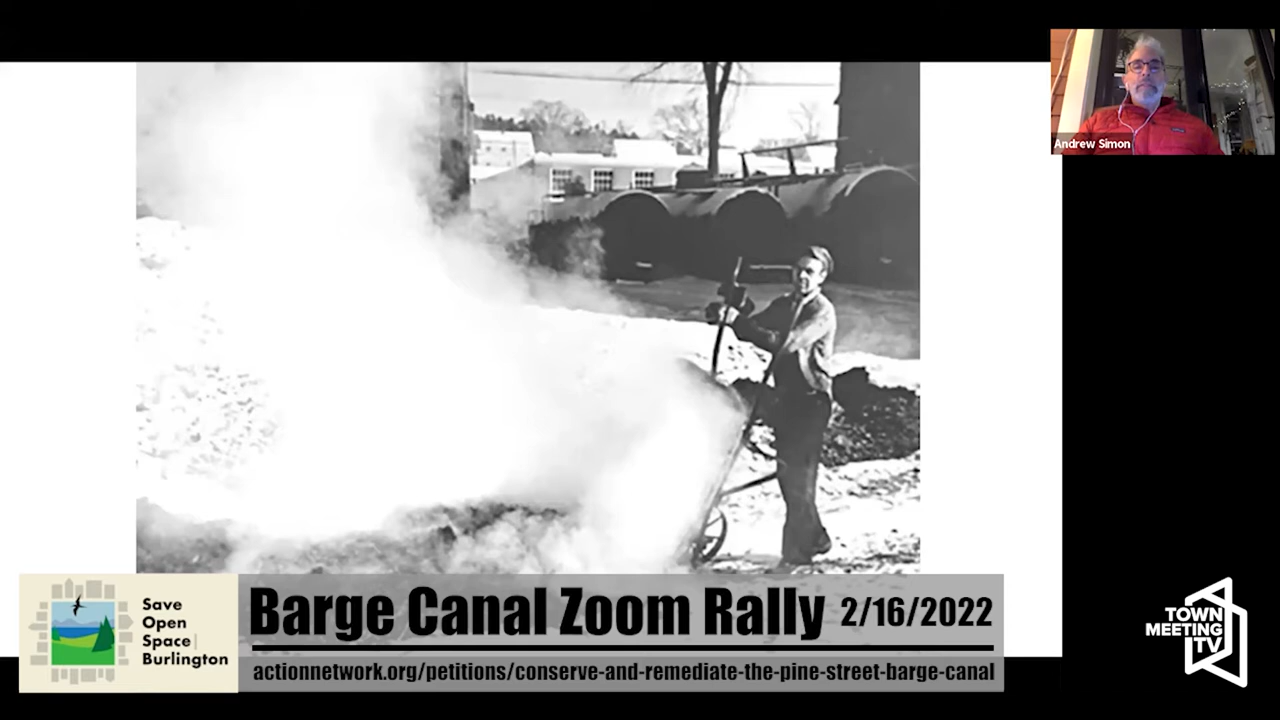 Andrew Simon
Save
Open
Space
Burlington
Barge Canal Zoom Rally 2/16/2022
actionnetwork.org/petitions/conserve-and-remediate-the-pine-street-barge-canal
TOWN
MEETING
TV